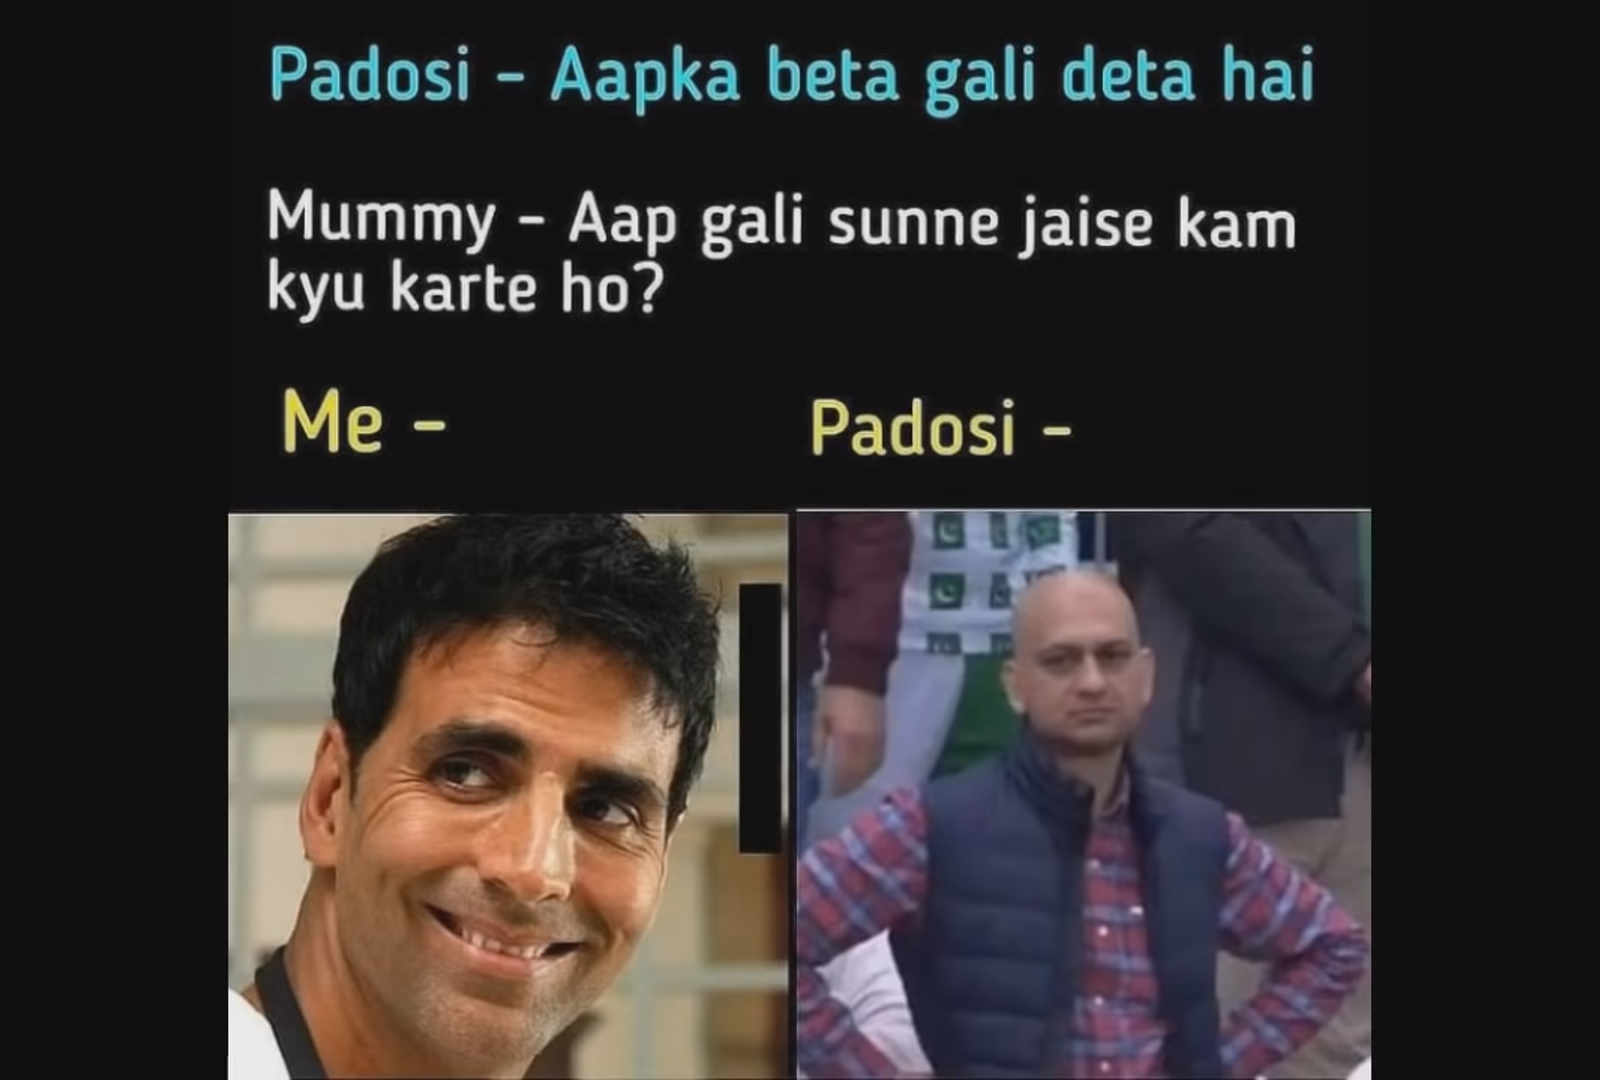 Padosi - Aapka beta gali deta hai
Mummy - Aap gali sunne jaise kam
kyu karte ho?
Me -
Padosi -